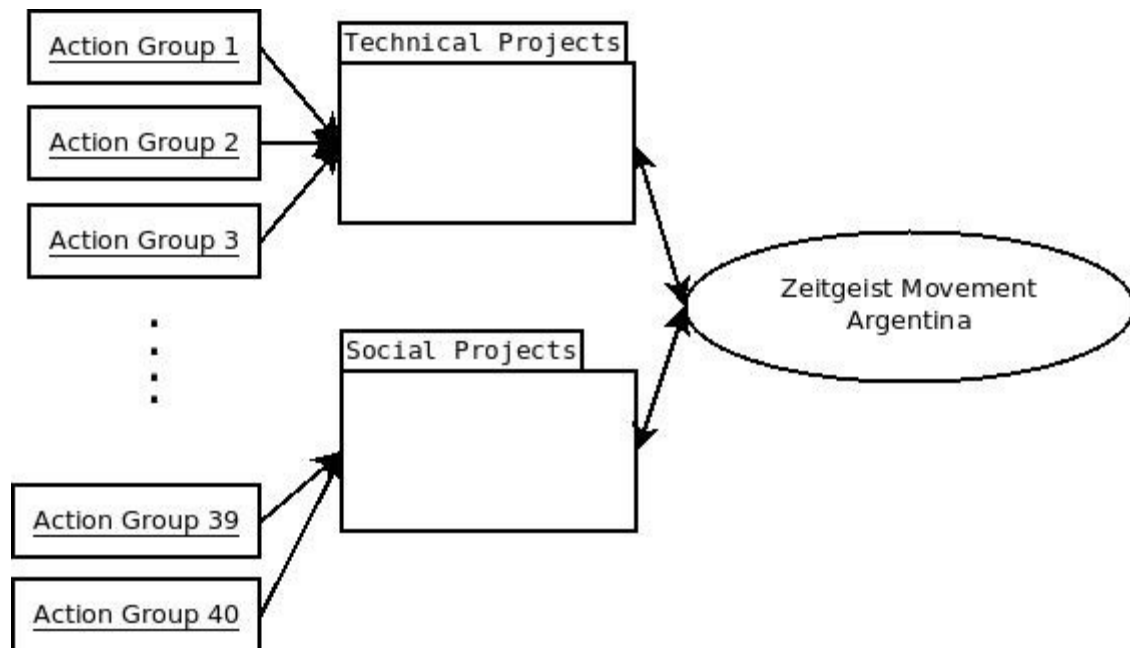 Action Group 1
Action Group 2
Action Group 3
Action Group 39
Action Group 40
Technical Projects
Social Projects
Zeitgeist Movement
Argentina